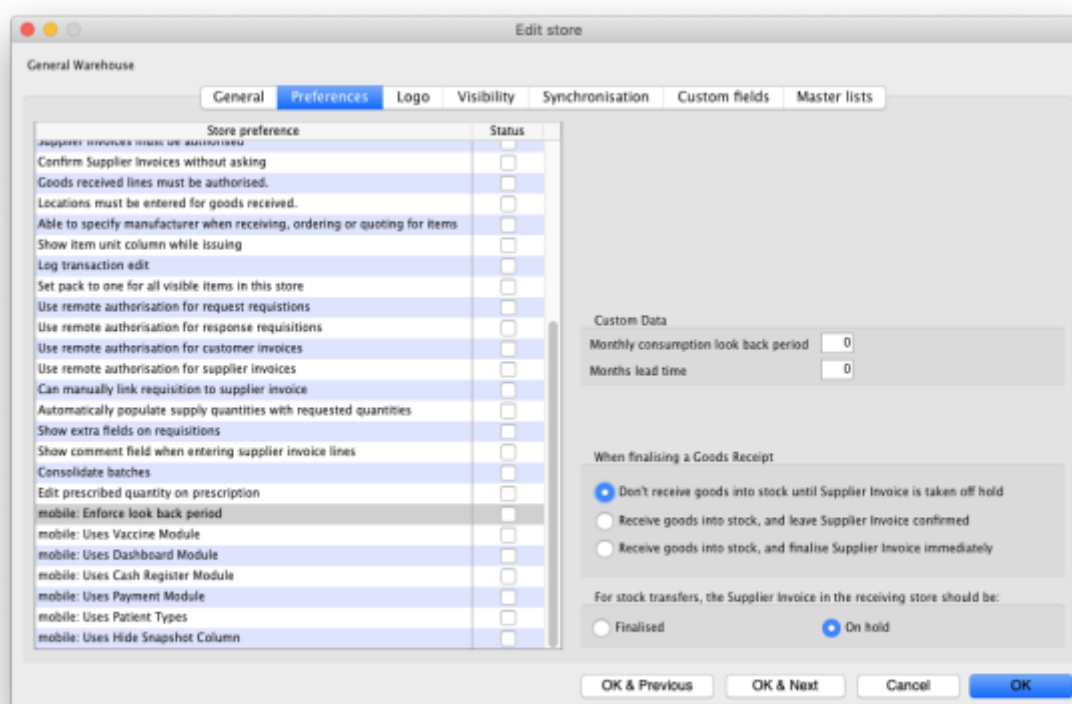 Edit store
General Warehouse
General Preferences Logo Visibility Synchronisation Custom fields Master lists
Store preference Status
Supplier invoices must be authorised
Confirm Supplier Invoices without asking
Goods received lines must be authorised.
Locations must be entered for goods received.
Able to specify manufacturer when receiving, ordering or quoting for items
Show item unit column while issuing
Log transaction edit
Set pack to one for all visible items in this store
Use remote authorisation for request requistions
Use remote authorisation for response requisitions
Use remote authorisation for customer invoices
Use remote authorisation for supplier invoices
Can manually link requisition to supplier invoice
Automatically populate supply quantities with requested quantities
Show extra fields on requisitions
Show comment field when entering supplier invoice lines
Consolidate batches
Edit prescribed quantity on prescription
mobile: Enforce look back period
mobile: Uses Vaccine Module
mobile: Uses Dashboard Module
mobile: Uses Cash Register Module
mobile: Uses Payment Module
mobile: Uses Patient Types
mobile: Uses Hide Snapshot Column
Custom Data
Monthly consumption look back period 0
Months lead time 0
When finalising a Goods Receipt
Don't receive goods into stock until Supplier Invoice is taken off hold
Receive goods into stock, and leave Supplier Invoice confirmed
Receive goods into stock, and finalise Supplier Invoice immediately
For stock transfers, the Supplier Invoice in the receiving store should be:
Finalised On hold
OK & Previous OK & Next Cancel OK